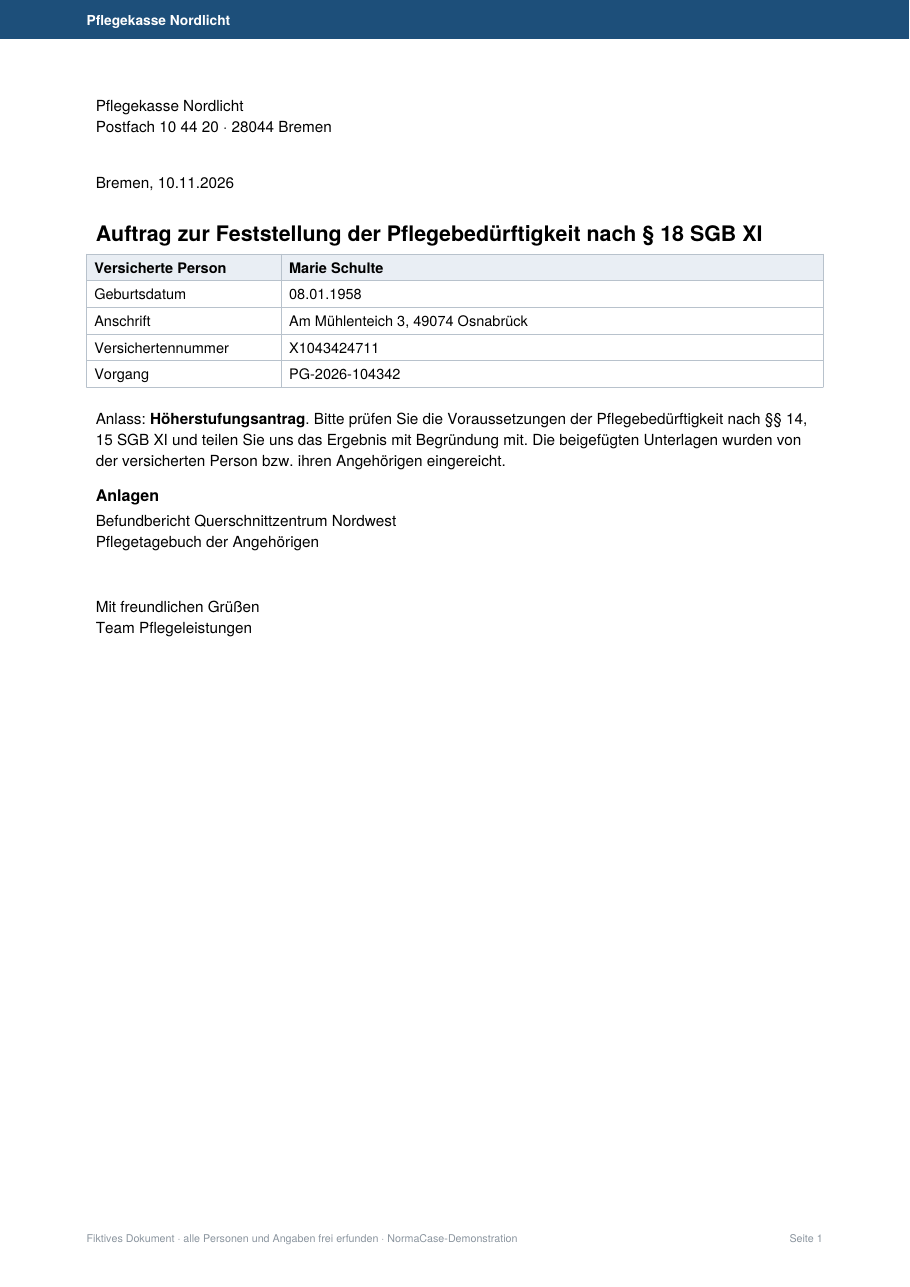 Pflegekasse Nordlicht
Pflegekasse Nordlicht
Postfach 10 44 20 · 28044 Bremen
Bremen, 10.11.2026
Auftrag zur Feststellung der Pflegebedürftigkeit nach § 18 SGB XI
Versicherte Person Marie Schulte
Geburtsdatum 08.01.1958
Anschrift Am Mühlenteich 3, 49074 Osnabrück
Versichertennummer X1043424711
Vorgang PG-2026-104342
Anlass: Höherstufungsantrag. Bitte prüfen Sie die Voraussetzungen der Pflegebedürftigkeit nach §§ 14,
15 SGB XI und teilen Sie uns das Ergebnis mit Begründung mit. Die beigefügten Unterlagen wurden von
der versicherten Person bzw. ihren Angehörigen eingereicht.
Anlagen
Befundbericht Querschnittzentrum Nordwest
Pflegetagebuch der Angehörigen
Mit freundlichen Grüßen
Team Pflegeleistungen
Fiktives Dokument · alle Personen und Angaben frei erfunden · NormaCase-Demonstration Seite 1